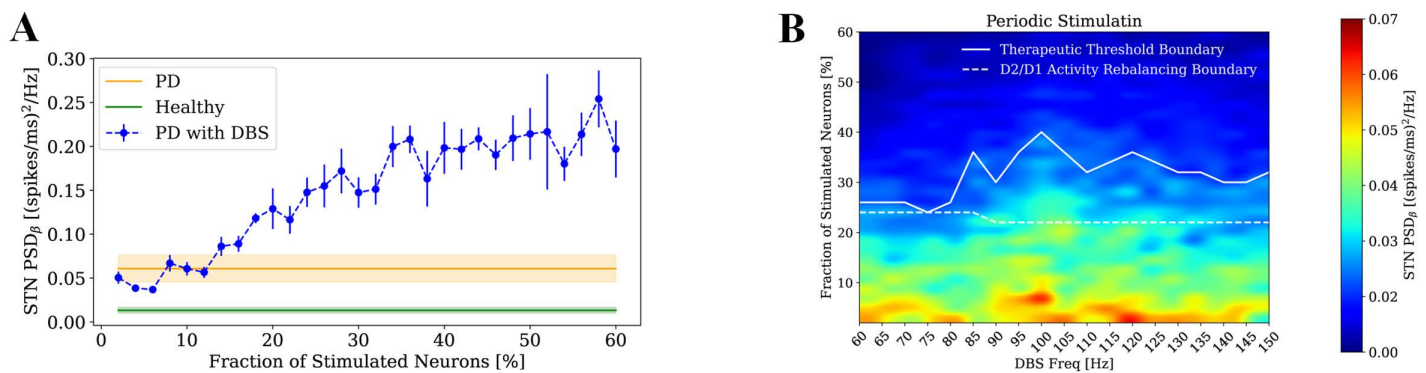 A
STN PSDβ [(spikes/ms)²/Hz]
0.30
0.25
0.20
0.15
0.10
0.05
0.00
PD
Healthy
PD with DBS
0 10 20 30 40 50 60
Fraction of Stimulated Neurons [%]
B
Periodic Stimulatin
Fraction of Stimulated Neurons [%]
60
50
40
30
20
10
Therapeutic Threshold Boundary
D2/D1 Activity Rebalancing Boundary
60 65 70 75 80 85 90 95 100 105 110 115 120 125 130 135 140 145 150
DBS Freq [Hz]
0.07
0.06
0.05
0.04
0.03
0.02
0.01
0.00
STN PSDβ [(spikes/ms)²/Hz]